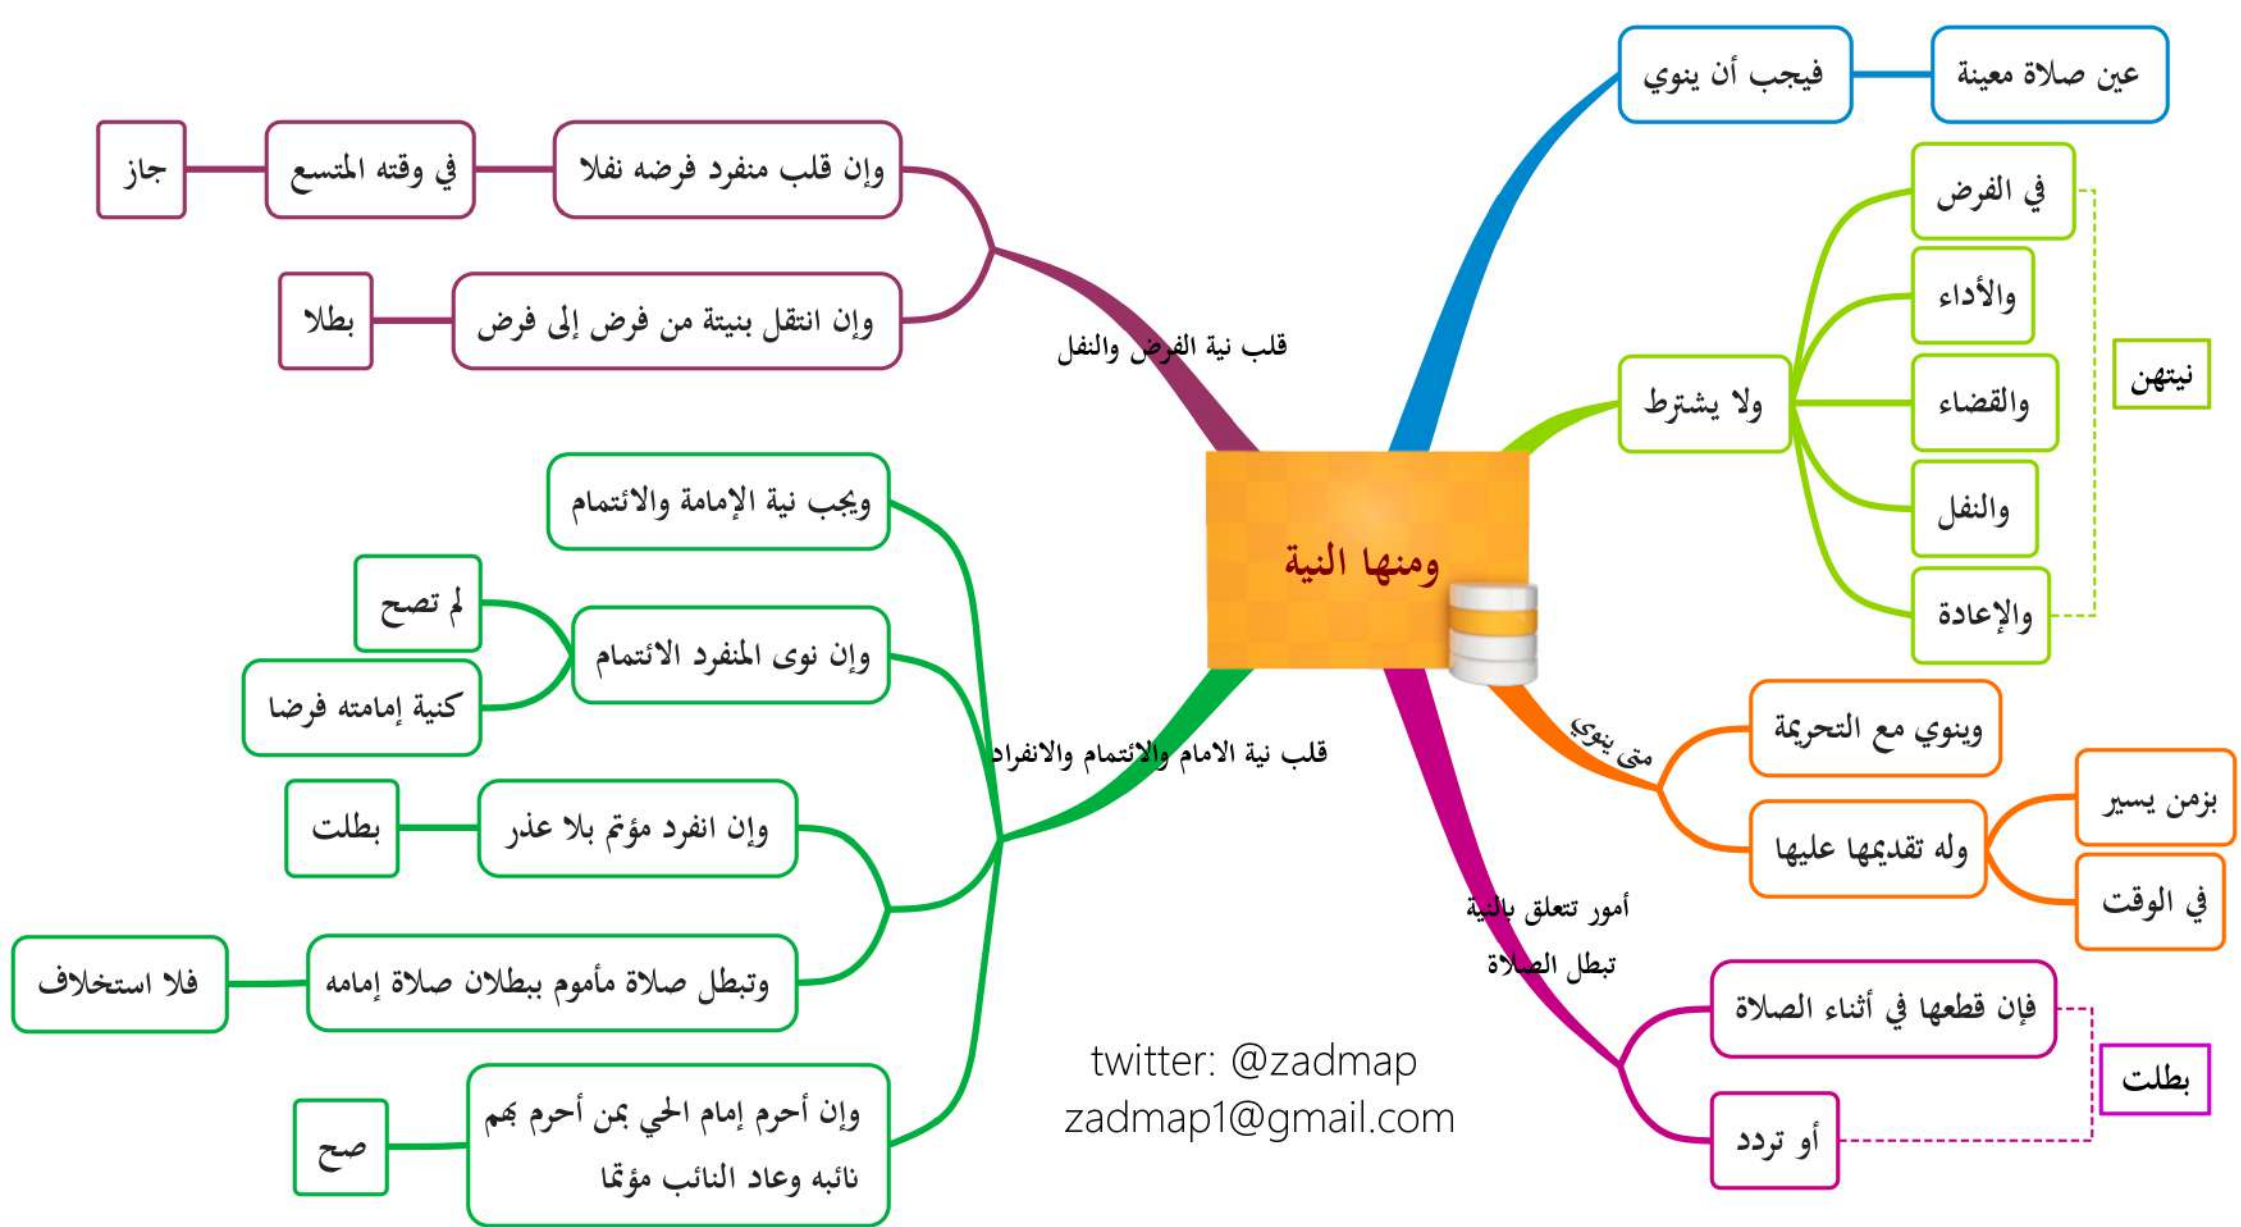 ومنها النية
فيجب أن ينوي
عين صلاة معينة
ولا يشترط
في الفرض
والأداء
والقضاء
والنفل
والإعادة
نيتهن
متى ينوي
وينوي مع التحريمة
وله تقديمها عليها
بزمن يسير
في الوقت
أمور تتعلق بالنية
تبطل الصلاة
فإن قطعها في أثناء الصلاة
أو تردد
بطلت
قلب نية الفرض والنفل
وإن قلب منفرد فرضه نفلا
في وقته المتسع
جاز
وإن انتقل بنيتة من فرض إلى فرض
بطلا
قلب نية الامام والائتمام والانفراد
ويجب نية الإمامة والائتمام
وإن نوى المنفرد الائتمام
لم تصح
كنية إمامته فرضا
وإن انفرد مؤتم بلا عذر
بطلت
وتبطل صلاة مأموم ببطلان صلاة إمامه
فلا استخلاف
وإن أحرم إمام الحي بمن أحرم بهم
نائبه وعاد النائب مؤتما
صح
twitter: @zadmap
zadmap1@gmail.com